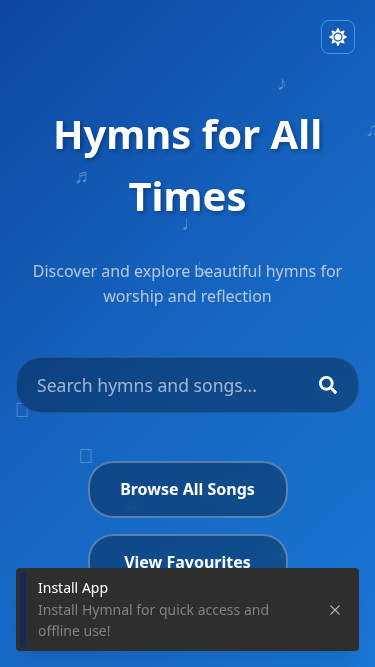 Hymns for All
Times
Discover and explore beautiful hymns for
worship and reflection
Search hymns and songs...
Browse All Songs
View Favourites
Install App
Install Hymnal for quick access and
offline use!